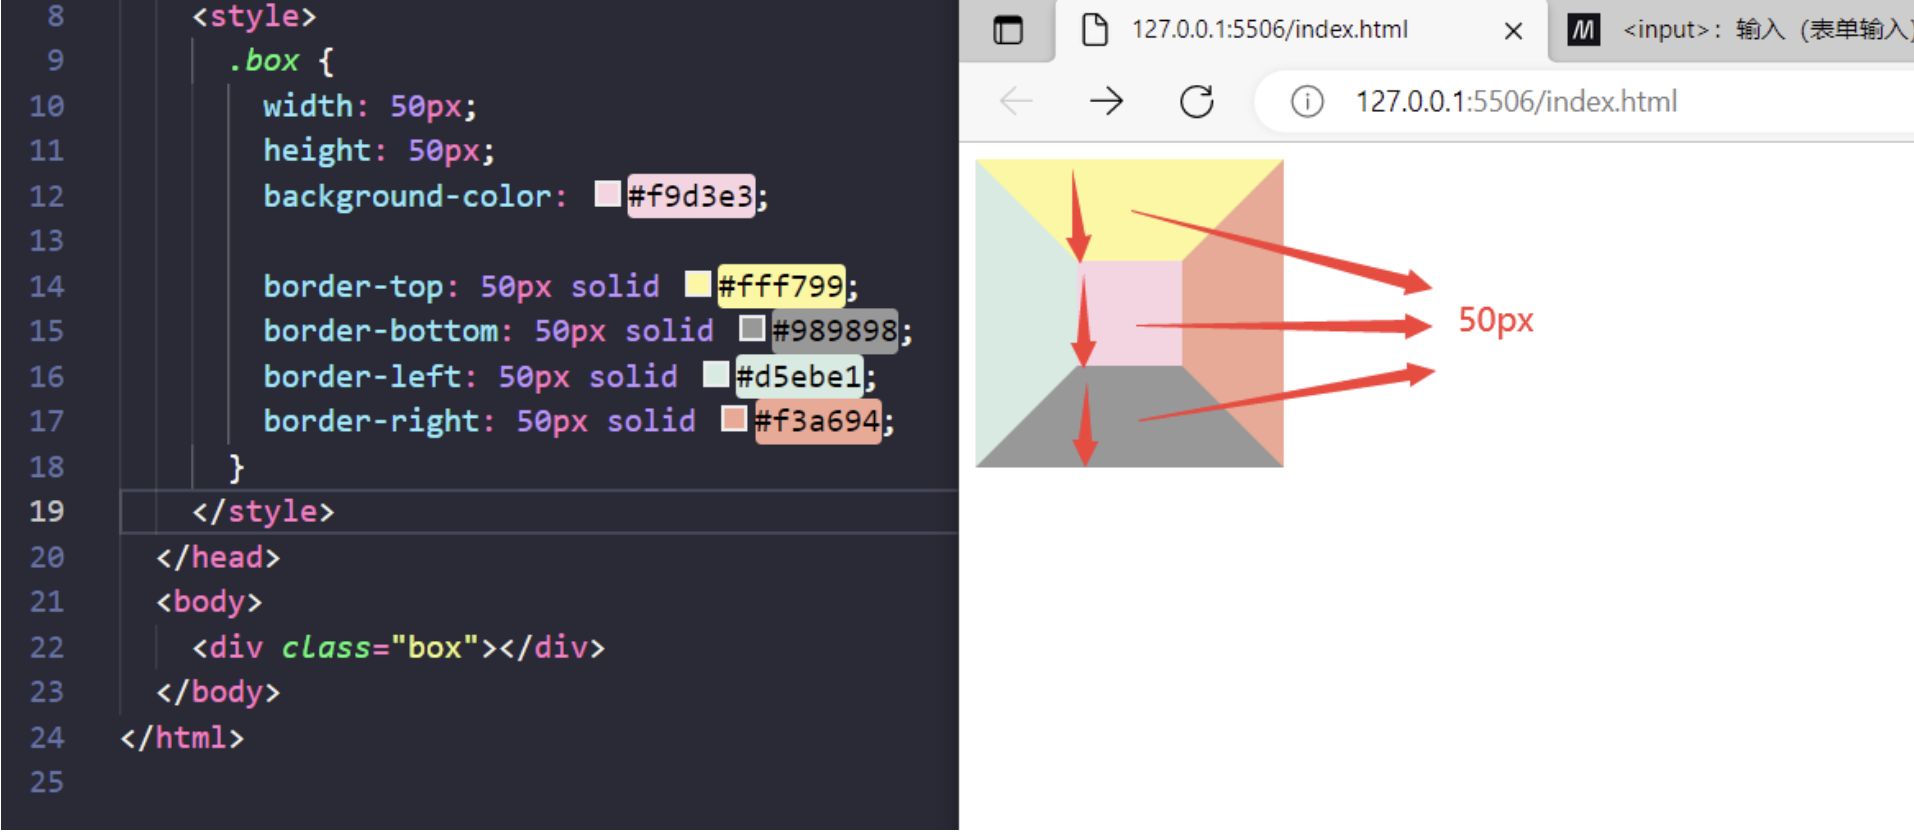 8 <style>
9 .box {
10 width: 50px;
11 height: 50px;
12 background-color: #f9d3e3;
13
14 border-top: 50px solid #fff799;
15 border-bottom: 50px solid #989898;
16 border-left: 50px solid #d5ebe1;
17 border-right: 50px solid #f3a694;
18 }
19 </style>
20 </head>
21 <body>
22 <div class="box"></div>
23 </body>
24 </html>
25
127.0.0.1:5506/index.html
<input>：输入（表单输入）
127.0.0.1:5506/index.html
50px